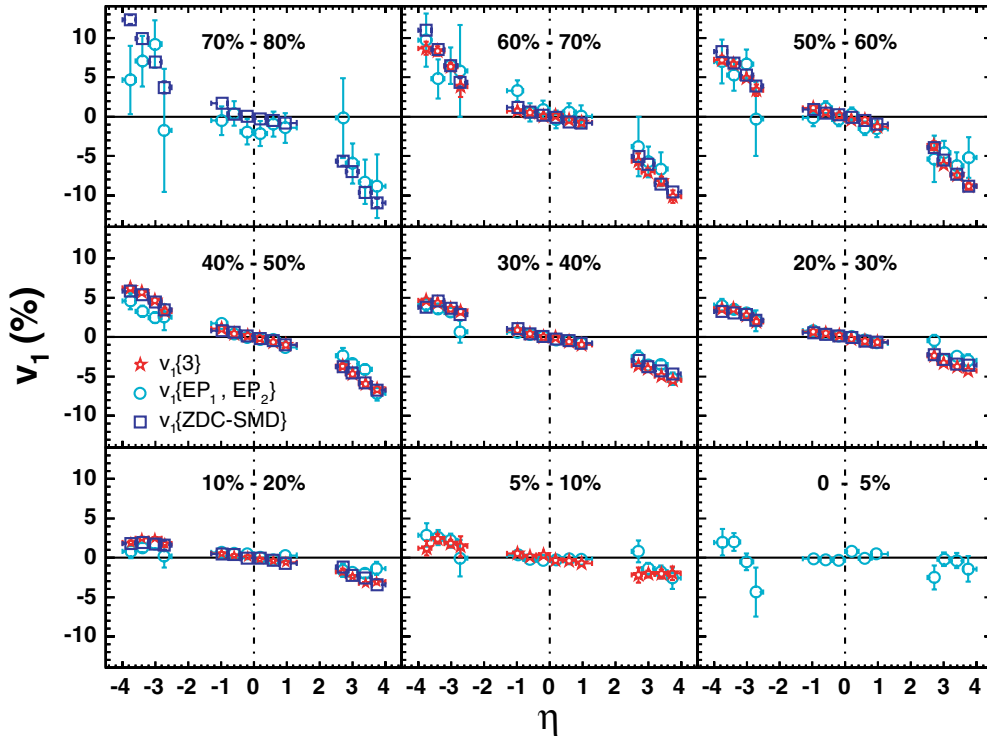 v₁ (%)
10
5
0
-5
-10
70% - 80%
60% - 70%
50% - 60%
10
5
0
-5
-10
40% - 50%
30% - 40%
20% - 30%
v₁{3}
v₁{EP₁ , EP₂}
v₁{ZDC-SMD}
10
5
0
-5
-10
10% - 20%
5% - 10%
0 - 5%
-4 -3 -2 -1 0 1 2 3 4
-4 -3 -2 -1 0 1 2 3 4
-4 -3 -2 -1 0 1 2 3 4
η